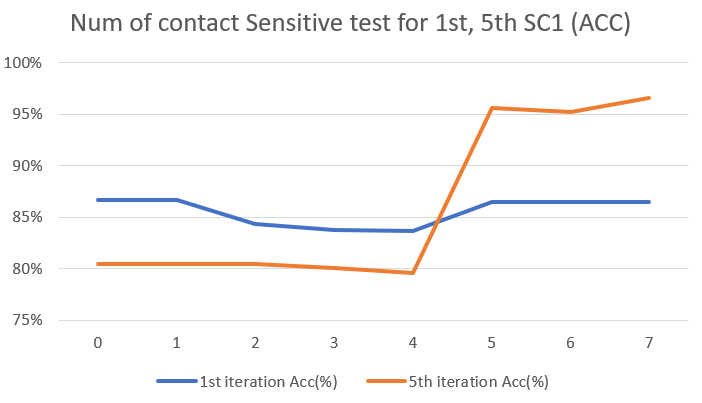 Num of contact Sensitive test for 1st, 5th SC1 (ACC)
100%
95%
90%
85%
80%
75%
0 1 2 3 4 5 6 7
1st iteration Acc(%) 5th iteration Acc(%)